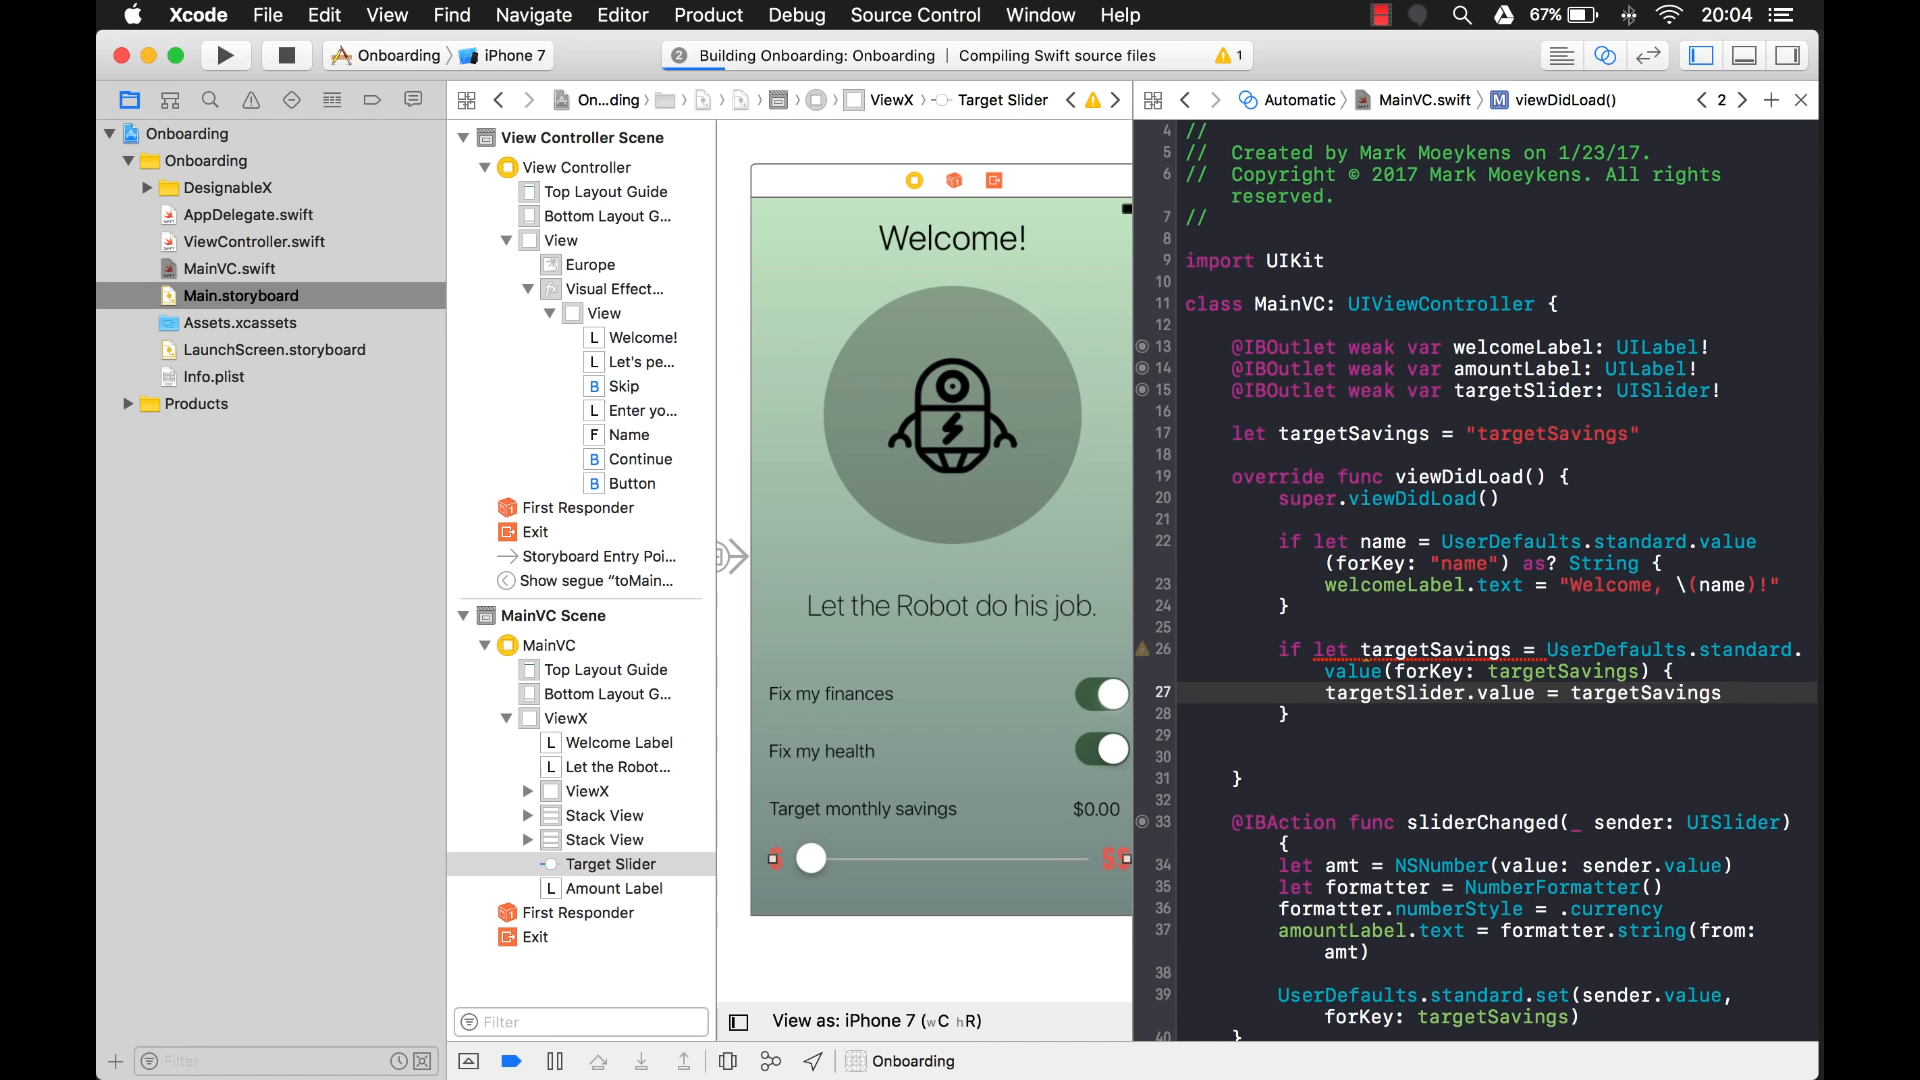 Xcode File Edit View Find Navigate Editor Product Debug Source Control Window Help 67% 20:04
Onboarding iPhone 7 2 Building Onboarding: Onboarding | Compiling Swift source files 1
On...ding ViewX Target Slider Automatic MainVC.swift M viewDidLoad() 2
Onboarding
Onboarding
DesignableX
AppDelegate.swift
ViewController.swift
MainVC.swift
Main.storyboard
Assets.xcassets
LaunchScreen.storyboard
Info.plist
Products
Filter
View Controller Scene
View Controller
Top Layout Guide
Bottom Layout G...
View
Europe
Visual Effect...
View
L Welcome!
L Let's pe...
B Skip
L Enter yo...
F Name
B Continue
B Button
First Responder
Exit
Storyboard Entry Poi...
Show segue “toMain...
MainVC Scene
MainVC
Top Layout Guide
Bottom Layout G...
ViewX
L Welcome Label
L Let the Robot...
ViewX
Stack View
Stack View
Target Slider
L Amount Label
First Responder
Exit
Filter
Welcome!
Let the Robot do his job.
Fix my finances
Fix my health
Target monthly savings $0.00
View as: iPhone 7 (wC hR)
Onboarding
4 //
5 // Created by Mark Moeykens on 1/23/17.
6 // Copyright © 2017 Mark Moeykens. All rights
reserved.
7 //
8
9 import UIKit
10
11 class MainVC: UIViewController {
12
13 @IBOutlet weak var welcomeLabel: UILabel!
14 @IBOutlet weak var amountLabel: UILabel!
15 @IBOutlet weak var targetSlider: UISlider!
16
17 let targetSavings = "targetSavings"
18
19 override func viewDidLoad() {
20 super.viewDidLoad()
21
22 if let name = UserDefaults.standard.value
(forKey: "name") as? String {
23 welcomeLabel.text = "Welcome, \(name)!"
24 }
25
26 if let targetSavings = UserDefaults.standard.
value(forKey: targetSavings) {
27 targetSlider.value = targetSavings
28 }
29
30
31 }
32
33 @IBAction func sliderChanged(_ sender: UISlider)
{
34 let amt = NSNumber(value: sender.value)
35 let formatter = NumberFormatter()
36 formatter.numberStyle = .currency
37 amountLabel.text = formatter.string(from:
amt)
38
39 UserDefaults.standard.set(sender.value,
forKey: targetSavings)
40 }